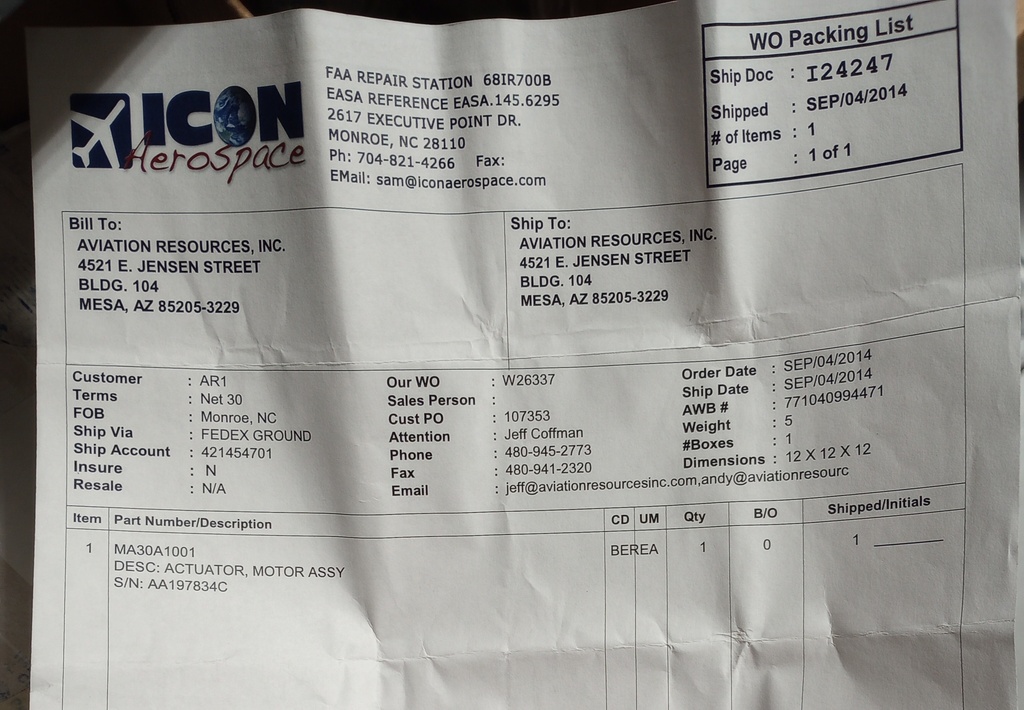 ICON
Aerospace
FAA REPAIR STATION 68IR700B
EASA REFERENCE EASA.145.6295
2617 EXECUTIVE POINT DR.
MONROE, NC 28110
Ph: 704-821-4266 Fax:
EMail: sam@iconaerospace.com
WO Packing List
Ship Doc : I24247
Shipped : SEP/04/2014
# of Items : 1
Page : 1 of 1
Bill To:
AVIATION RESOURCES, INC.
4521 E. JENSEN STREET
BLDG. 104
MESA, AZ 85205-3229
Ship To:
AVIATION RESOURCES, INC.
4521 E. JENSEN STREET
BLDG. 104
MESA, AZ 85205-3229
Customer : AR1
Terms : Net 30
FOB : Monroe, NC
Ship Via : FEDEX GROUND
Ship Account : 421454701
Insure : N
Resale : N/A
Our WO : W26337
Sales Person :
Cust PO : 107353
Attention : Jeff Coffman
Phone : 480-945-2773
Fax : 480-941-2320
Email : jeff@aviationresourcesinc.com,andy@aviationresourc
Order Date : SEP/04/2014
Ship Date : SEP/04/2014
AWB # : 771040994471
Weight : 5
#Boxes : 1
Dimensions : 12 X 12 X 12
Item Part Number/Description CD UM Qty B/O Shipped/Initials
1 MA30A1001 BEREA 1 0 1
DESC: ACTUATOR, MOTOR ASSY
S/N: AA197834C